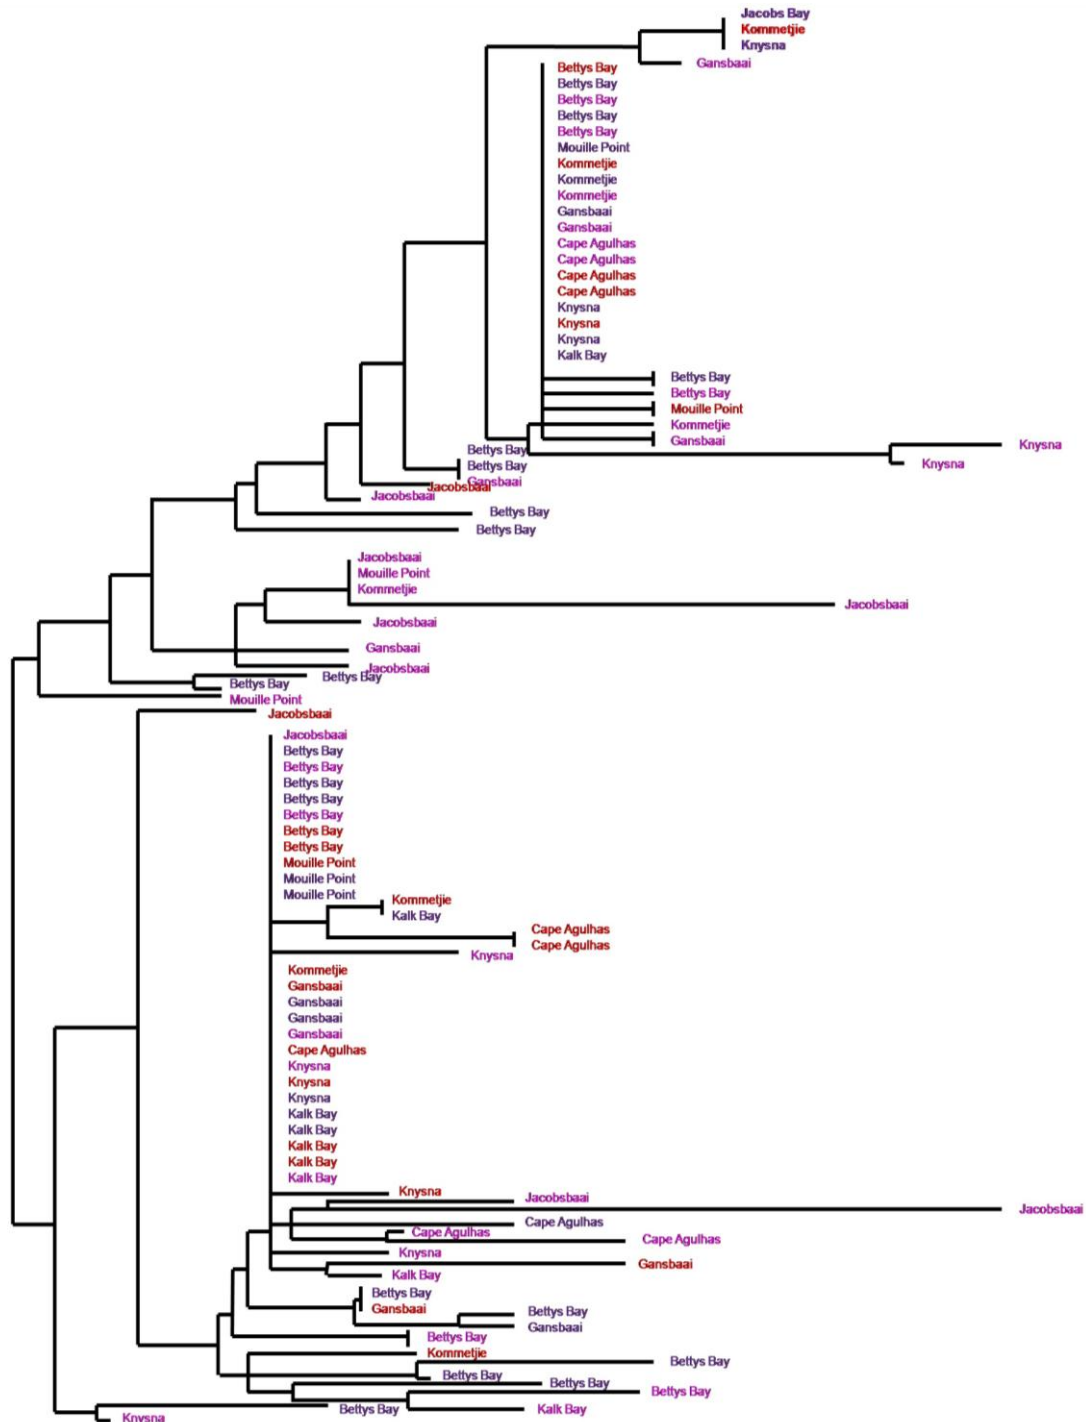 Jacobs Bay
Kommetjie
Knysna
Gansbaai
Bettys Bay
Bettys Bay
Bettys Bay
Bettys Bay
Bettys Bay
Mouille Point
Kommetjie
Kommetjie
Kommetjie
Gansbaai
Gansbaai
Cape Agulhas
Cape Agulhas
Cape Agulhas
Cape Agulhas
Knysna
Knysna
Knysna
Kalk Bay
Bettys Bay
Bettys Bay
Mouille Point
Kommetjie
Gansbaai
Knysna
Bettys Bay
Knysna
Bettys Bay
Gansbaai
Jacobsbaai
Jacobsbaai
Bettys Bay
Bettys Bay
Jacobsbaai
Mouille Point
Kommetjie
Jacobsbaai
Jacobsbaai
Gansbaai
Jacobsbaai
Bettys Bay
Bettys Bay
Mouille Point
Jacobsbaai
Jacobsbaai
Bettys Bay
Bettys Bay
Bettys Bay
Bettys Bay
Bettys Bay
Bettys Bay
Bettys Bay
Mouille Point
Mouille Point
Mouille Point
Kommetjie
Kalk Bay
Cape Agulhas
Cape Agulhas
Knysna
Kommetjie
Gansbaai
Gansbaai
Gansbaai
Gansbaai
Cape Agulhas
Knysna
Knysna
Knysna
Kalk Bay
Kalk Bay
Kalk Bay
Kalk Bay
Kalk Bay
Knysna
Jacobsbaai
Jacobsbaai
Cape Agulhas
Cape Agulhas
Cape Agulhas
Knysna
Gansbaai
Kalk Bay
Bettys Bay
Gansbaai
Bettys Bay
Gansbaai
Bettys Bay
Kommetjie
Bettys Bay
Bettys Bay
Bettys Bay
Bettys Bay
Bettys Bay
Kalk Bay
Knysna